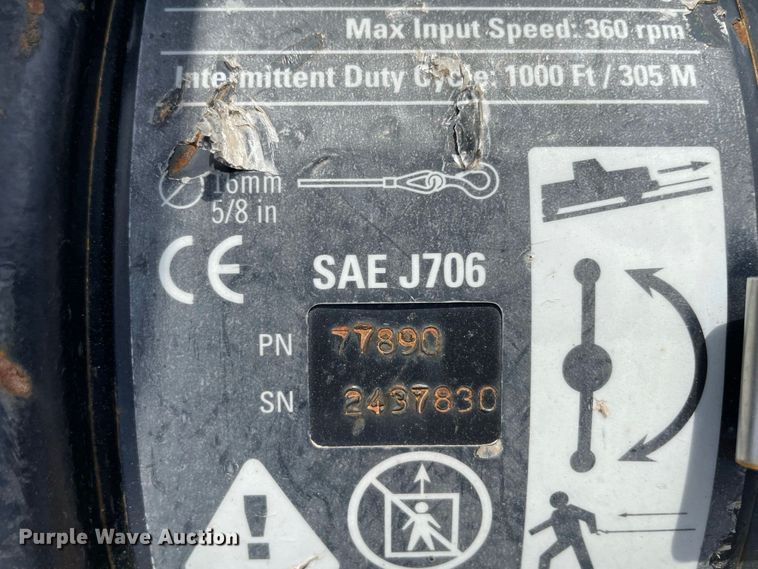 Max Input Speed: 360 rpm
Intermittent Duty Cycle: 1000 Ft / 305 M
16mm
5/8 in
CE
SAE J706
PN 77890
SN 2437830
Purple Wave Auction